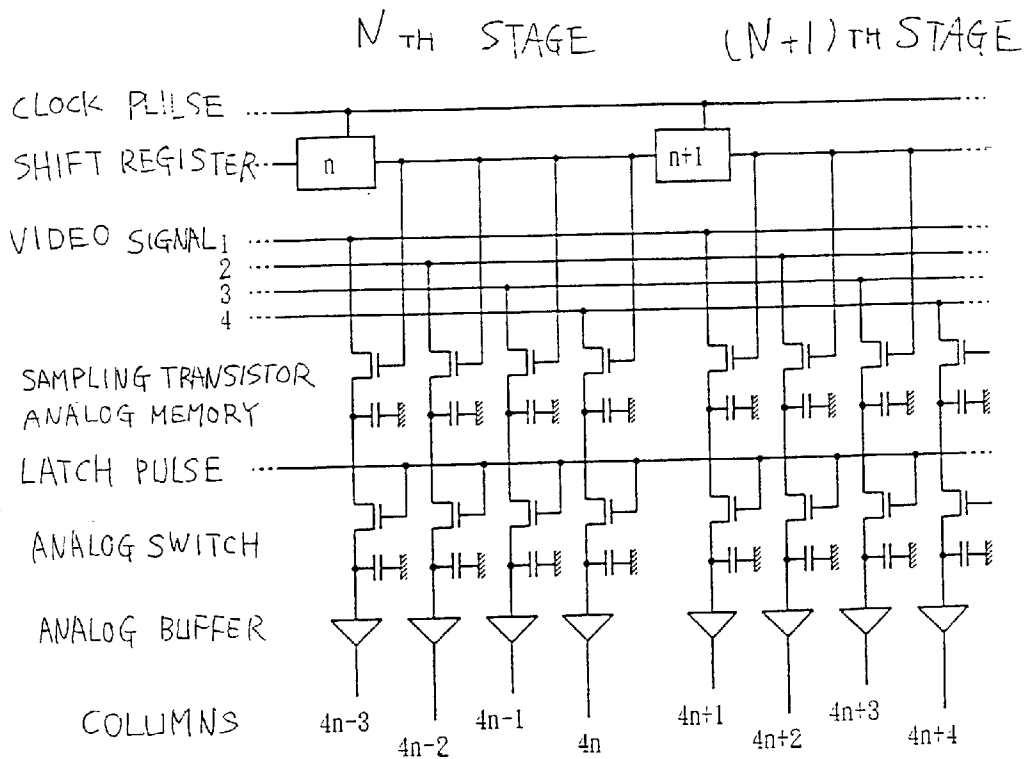 N TH STAGE (N+1) TH STAGE
CLOCK PLILSE
SHIFT REGISTER n n+1
VIDEO SIGNAL 1
2
3
4
SAMPLING TRANSISTOR
ANALOG MEMORY
LATCH PULSE
ANALOG SWITCH
ANALOG BUFFER
COLUMNS 4n-3 4n-2 4n-1 4n 4n+1 4n+2 4n+3 4n+4